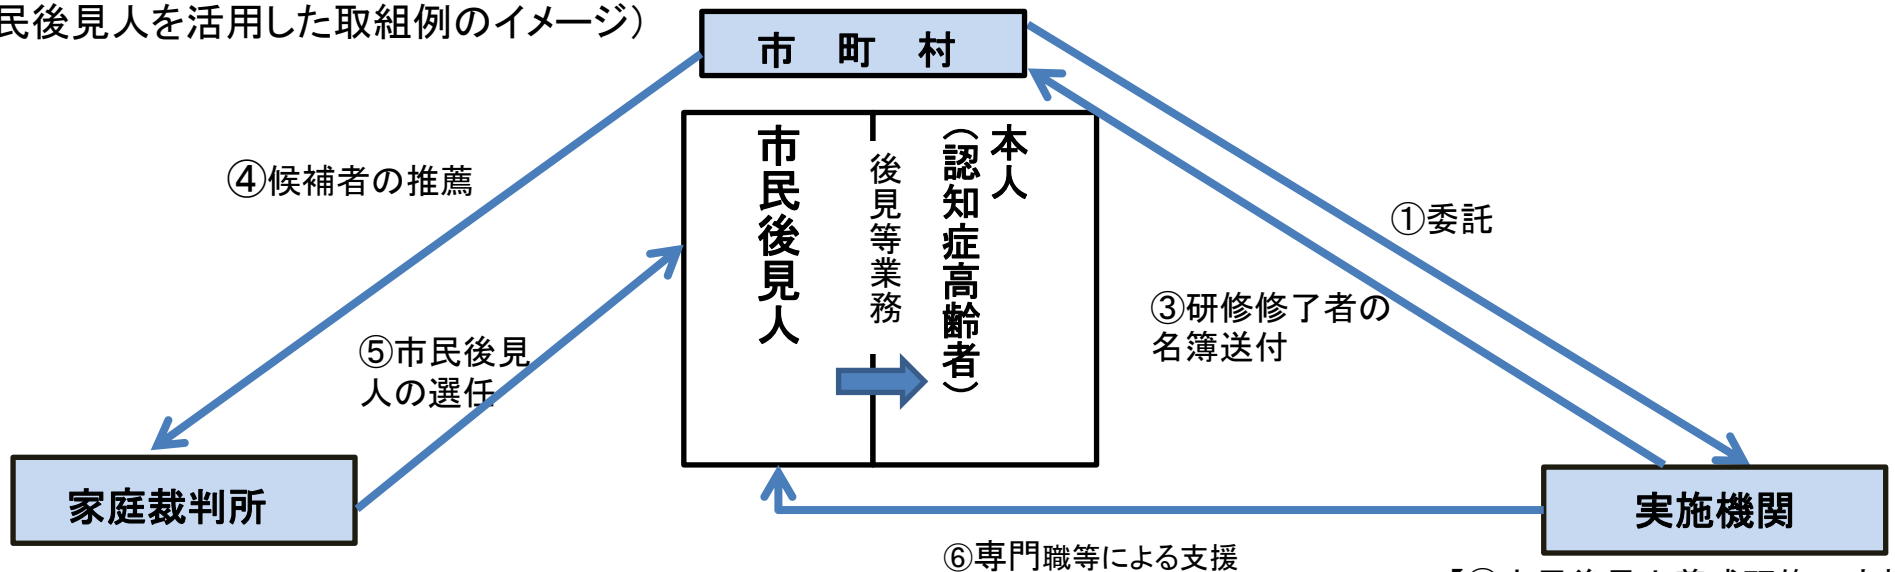 民後見人を活用した取組例のイメージ）
市 町 村
④候補者の推薦
市民後見人
後見等業務
本人
（認知症高齢者）
①委託
③研修修了者の
名簿送付
⑤市民後見
人の選任
家庭裁判所
実施機関
⑥専門職等による支援